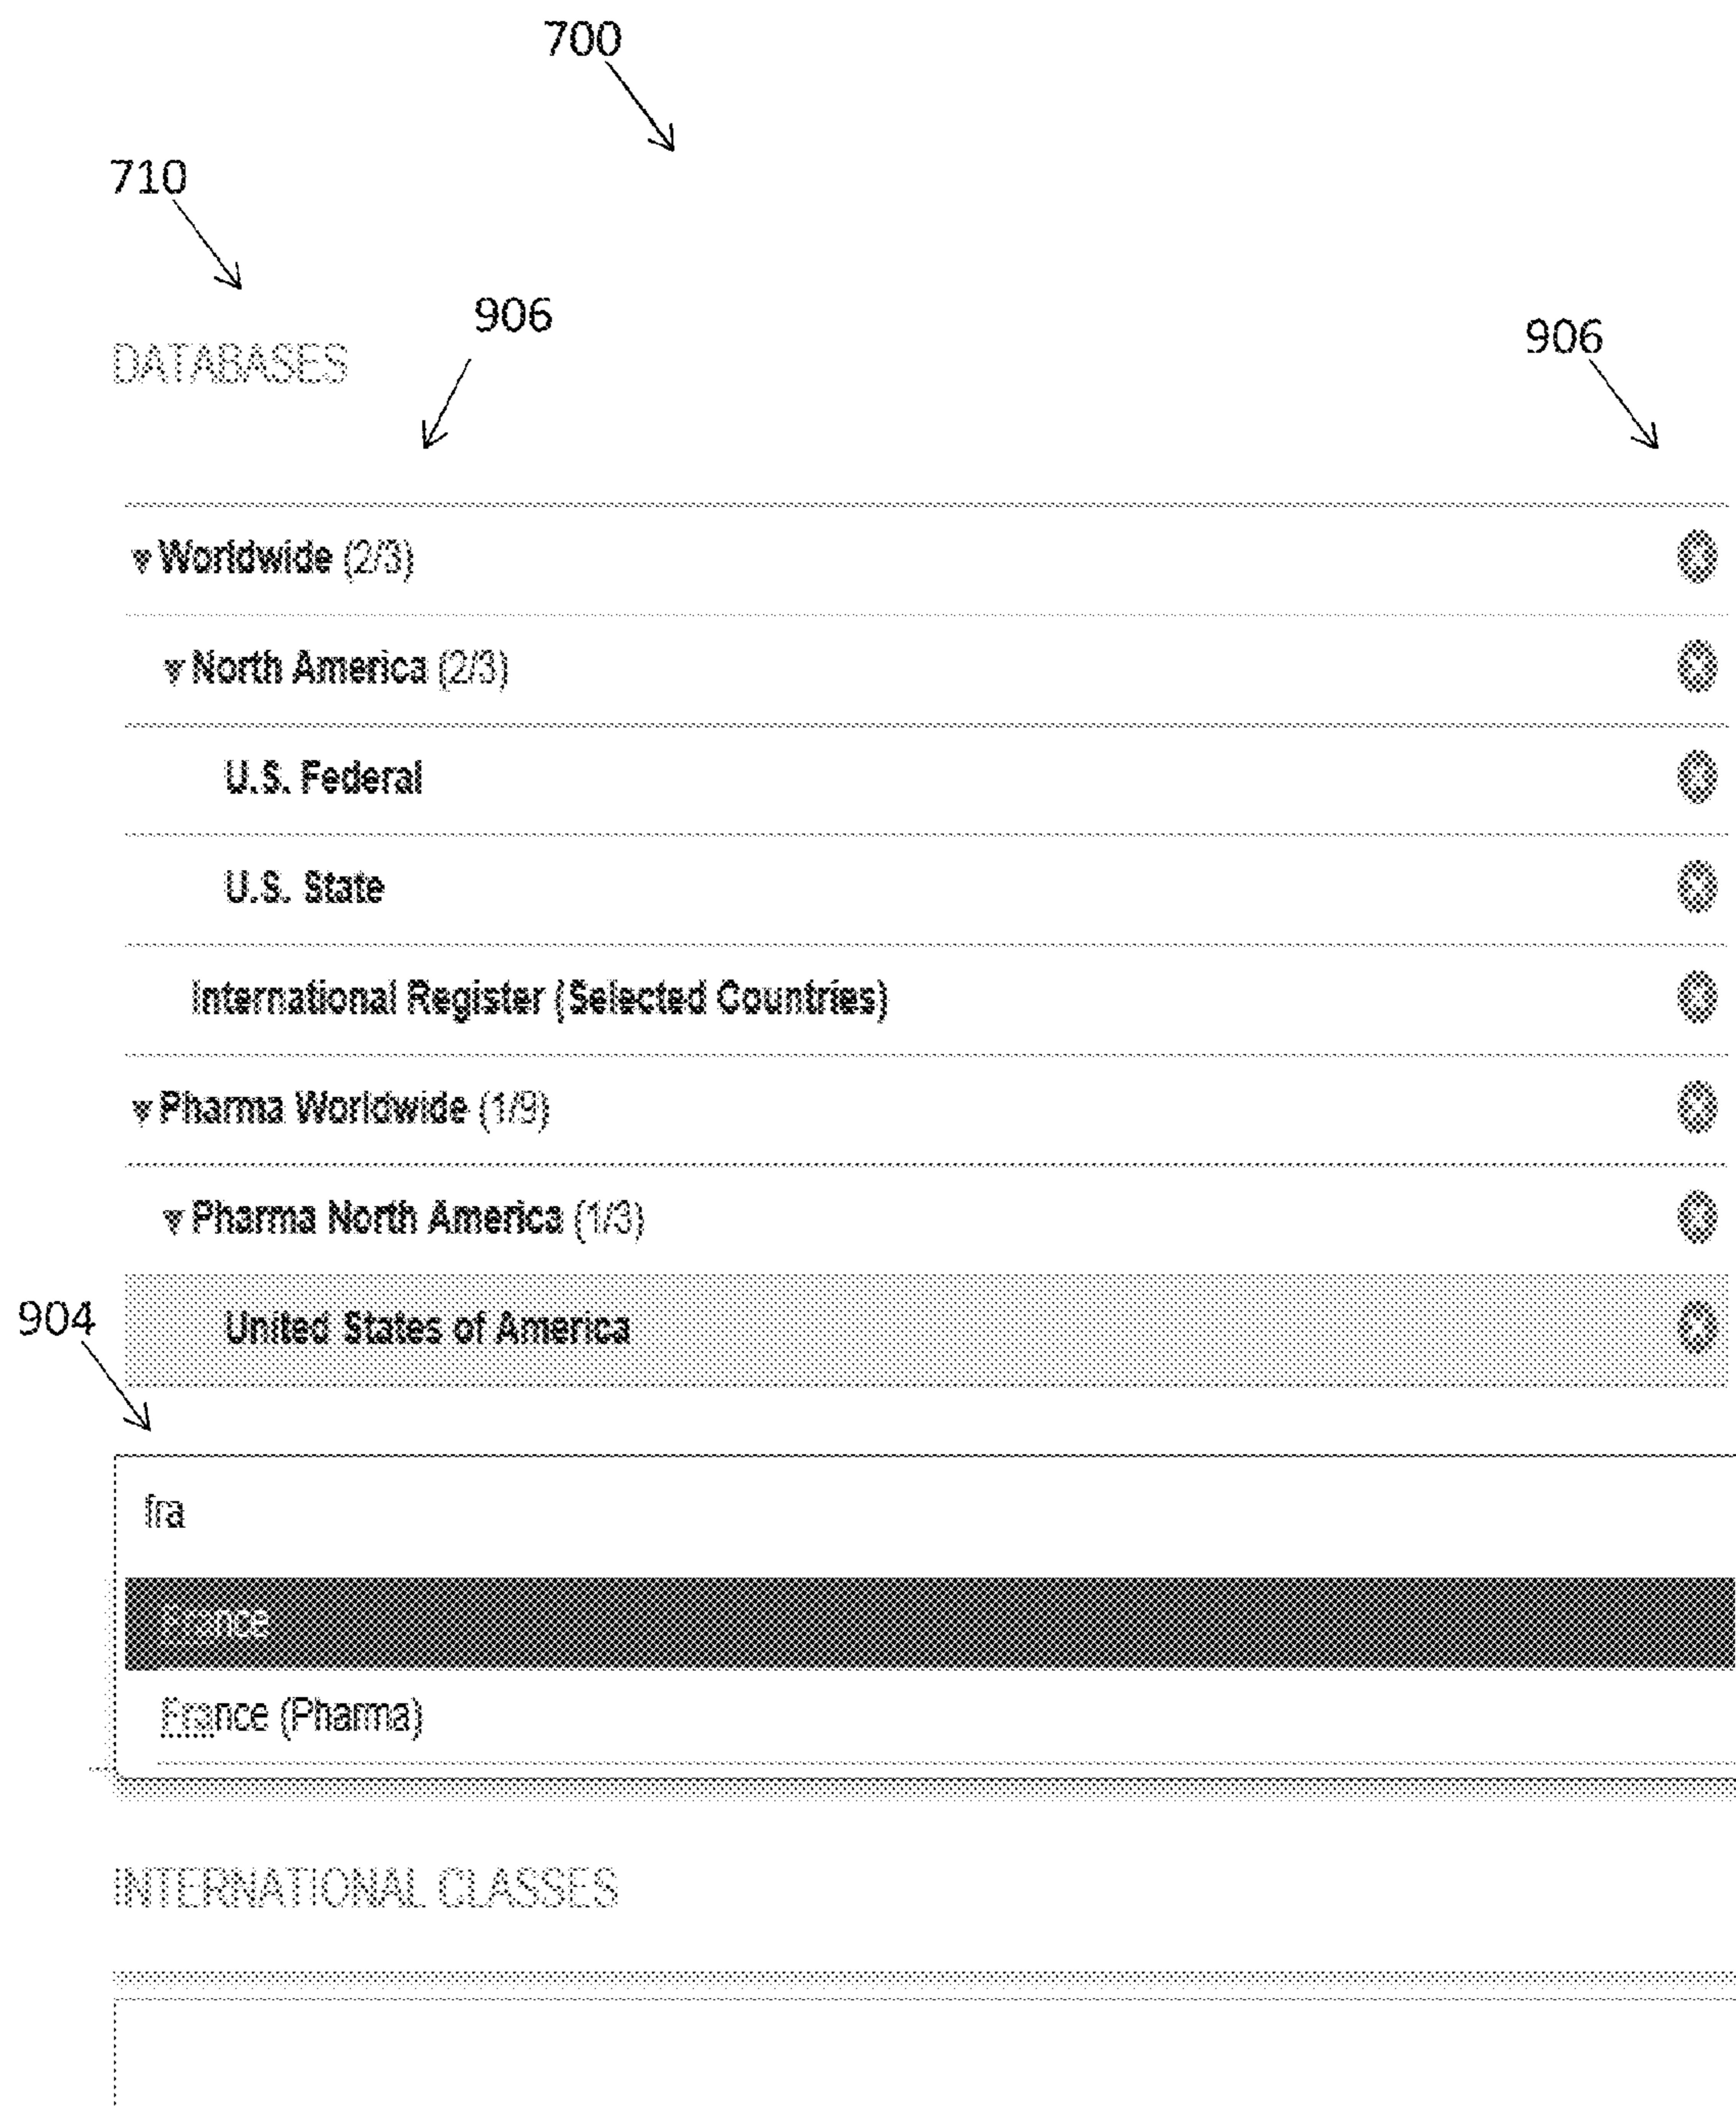 700
710
906
906
DATABASES
Worldwide (2/3)
North America (2/3)
U.S. Federal
U.S. State
International Register (Selected Countries)
Pharma Worldwide (1/9)
Pharma North America (1/3)
904
United States of America
fra
France
France (Pharma)
INTERNATIONAL CLASSES